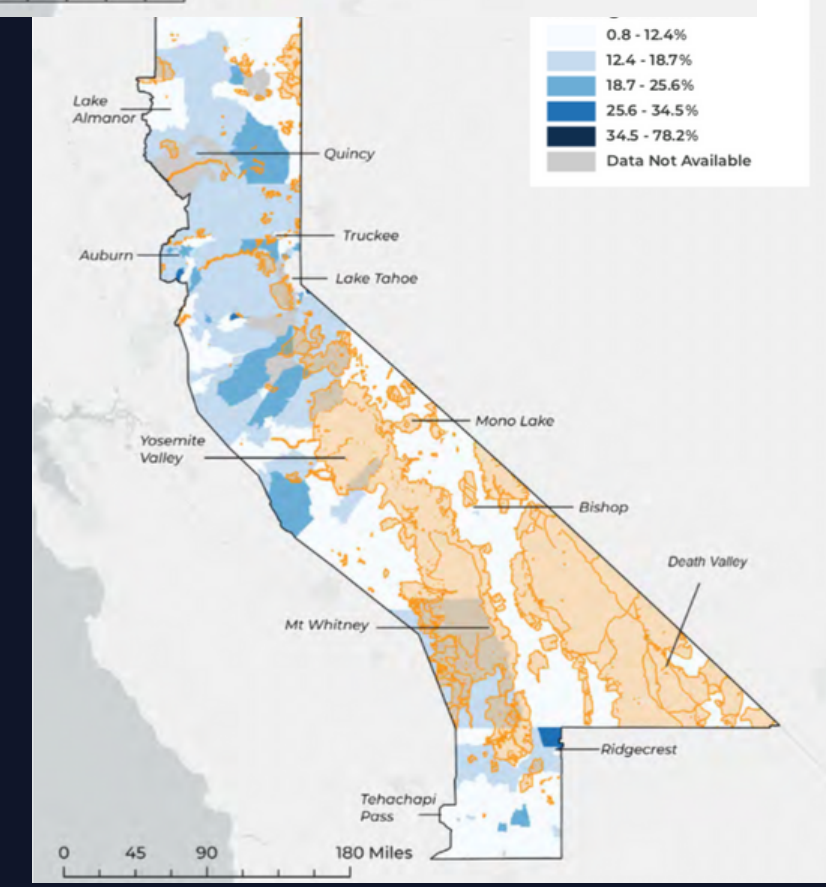 0.8 - 12.4%
12.4 - 18.7%
18.7 - 25.6%
25.6 - 34.5%
34.5 - 78.2%
Data Not Available
Lake
Almanor
Quincy
Truckee
Auburn
Lake Tahoe
Mono Lake
Yosemite
Valley
Bishop
Death Valley
Mt Whitney
Ridgecrest
Tehachapi
Pass
0 45 90 180 Miles